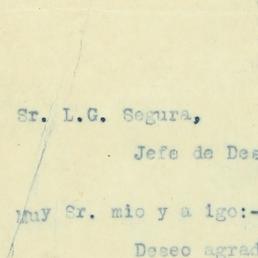 Sr. L.G. Segura,
Jefe de Des
Muy Sr. mio y a igo:-
Deseo agrad